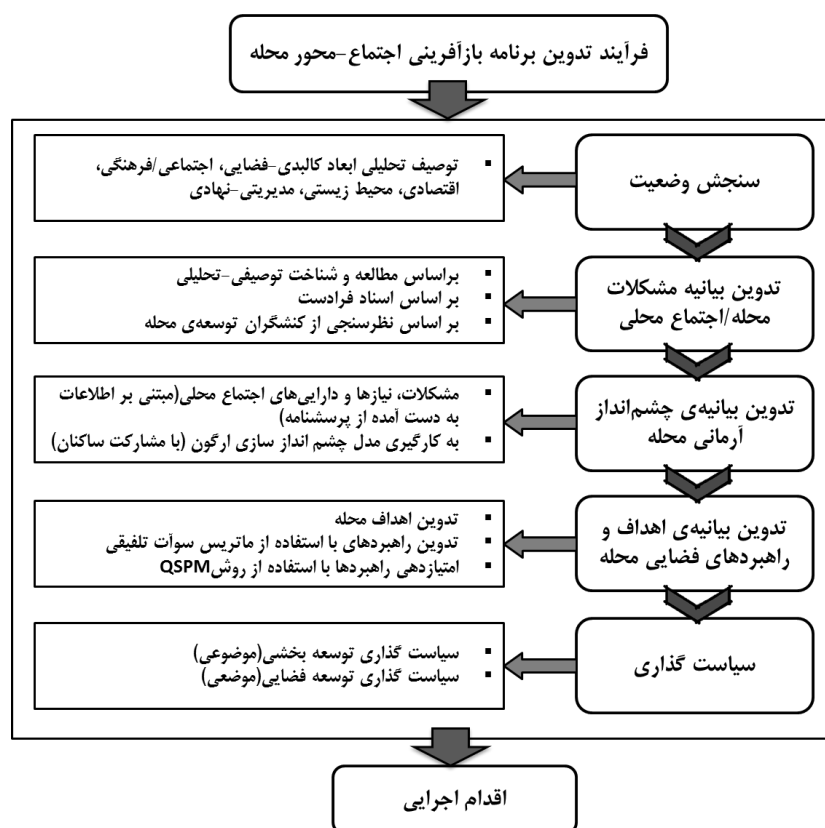 فرآیند تدوین برنامه بازآفرینی اجتماع-محور محله
سنجش وضعیت
توصیف تحلیلی ابعاد کالبدی-فضایی، اجتماعی/فرهنگی،
اقتصادی، محیط زیستی، مدیریتی-نهادی
تدوین بیانیه مشکلات
محله/اجتماع محلی
براساس مطالعه و شناخت توصیفی-تحلیلی
بر اساس اسناد فرادست
بر اساس نظرسنجی از کنشگران توسعه‌ی محله
تدوین بیانیه‌ی چشم‌انداز
آرمانی محله
مشکلات، نیازها و دارایی‌های اجتماع محلی(مبتنی بر اطلاعات
به دست آمده از پرسشنامه)
به کارگیری مدل چشم انداز سازی ارگون (با مشارکت ساکنان)
تدوین بیانیه‌ی اهداف و
راهبردهای فضایی محله
تدوین اهداف محله
تدوین راهبردهای با استفاده از ماتریس سوآت تلفیقی
امتیازدهی راهبردها با استفاده از روشQSPM
سیاست گذاری
سیاست گذاری توسعه بخشی(موضوعی)
سیاست گذاری توسعه فضایی(موضعی)
اقدام اجرایی